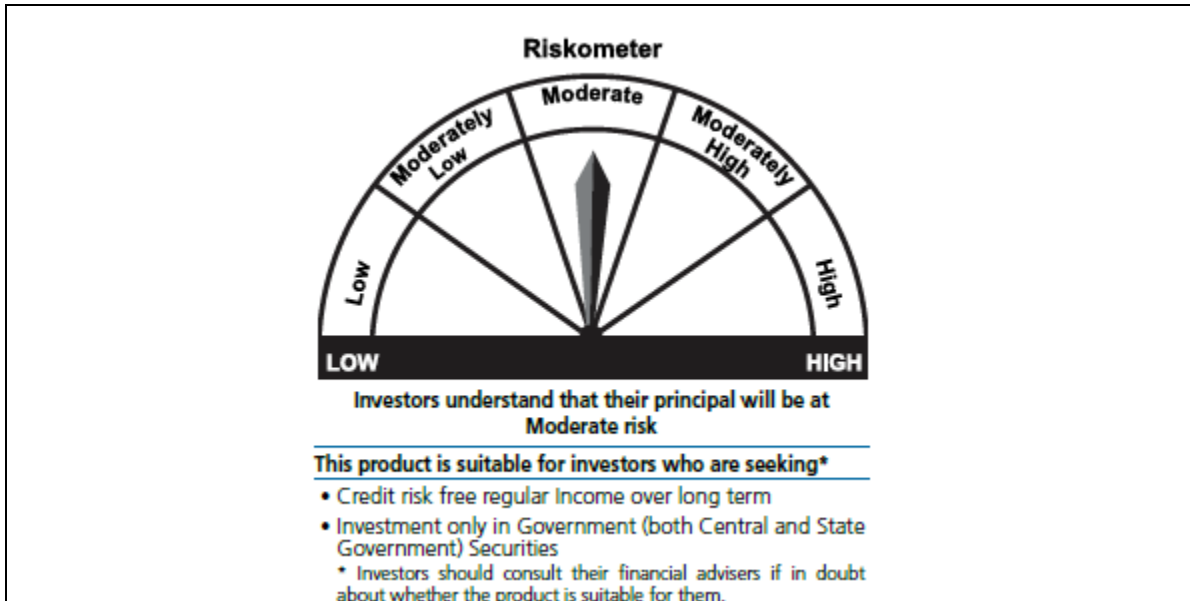 Riskometer
Moderate
Moderately
Low
Moderately
High
Low
High
LOW
HIGH
Investors understand that their principal will be at
Moderate risk
This product is suitable for investors who are seeking*
• Credit risk free regular Income over long term
• Investment only in Government (both Central and State
Government) Securities
* Investors should consult their financial advisers if in doubt
about whether the product is suitable for them.